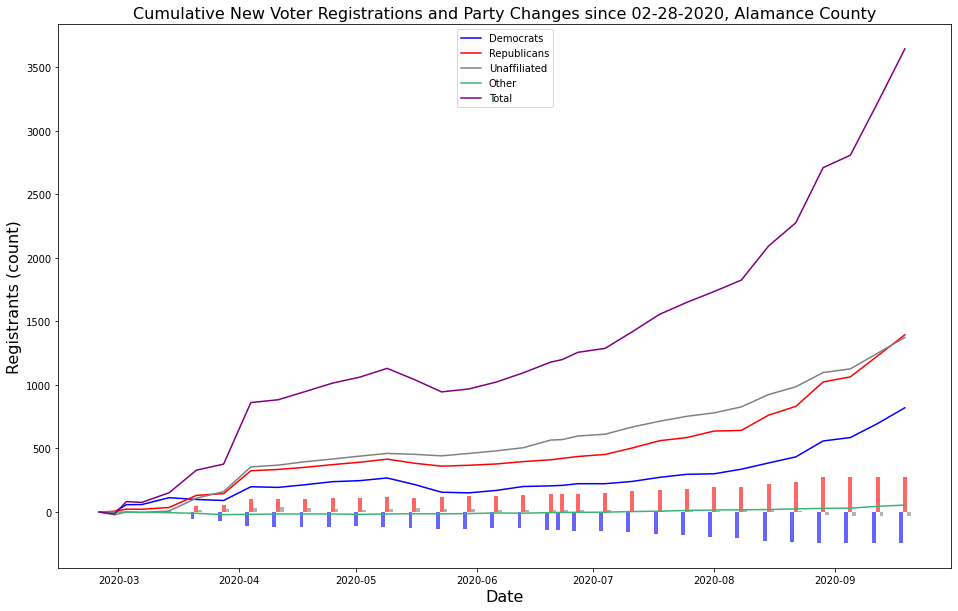 Cumulative New Voter Registrations and Party Changes since 02-28-2020, Alamance County
Democrats
Republicans
Unaffiliated
Other
Total
Registrants (count)
3500
3000
2500
2000
1500
1000
500
0
2020-03
2020-04
2020-05
2020-06
2020-07
2020-08
2020-09
Date